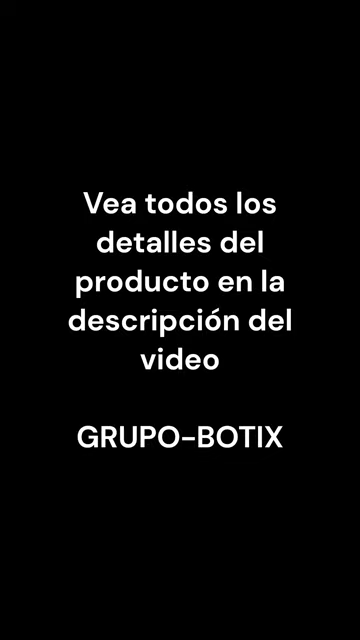 Vea todos los
detalles del
producto en la
descripción del
video
GRUPO-BOTIX